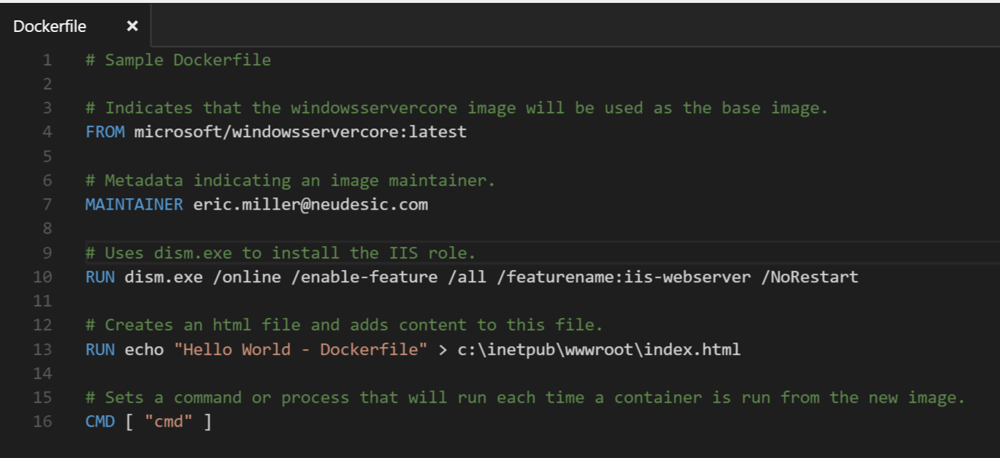 Dockerfile ×
1 # Sample Dockerfile
2
3 # Indicates that the windowsservercore image will be used as the base image.
4 FROM microsoft/windowsservercore:latest
5
6 # Metadata indicating an image maintainer.
7 MAINTAINER eric.miller@neudesic.com
8
9 # Uses dism.exe to install the IIS role.
10 RUN dism.exe /online /enable-feature /all /featurename:iis-webserver /NoRestart
11
12 # Creates an html file and adds content to this file.
13 RUN echo "Hello World - Dockerfile" > c:\inetpub\wwwroot\index.html
14
15 # Sets a command or process that will run each time a container is run from the new image.
16 CMD [ "cmd" ]